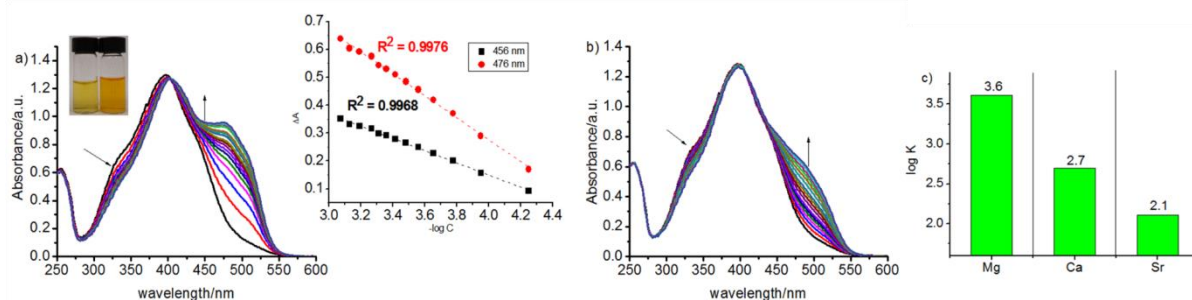 a)
Absorbance/a.u.
1.4
1.2
1.0
0.8
0.6
0.4
0.2
0.0
250 300 350 400 450 500 550 600
wavelength/nm
ΔA
0.7
0.6
0.5
0.4
0.3
0.2
0.1
3.0 3.2 3.4 3.6 3.8 4.0 4.2 4.4
-log C
R² = 0.9976
R² = 0.9968
456 nm
476 nm
b)
Absorbance/a.u.
1.4
1.2
1.0
0.8
0.6
0.4
0.2
0.0
250 300 350 400 450 500 550 600
wavelength/nm
c)
log K
3.5
3.0
2.5
2.0
3.6
2.7
2.1
Mg Ca Sr